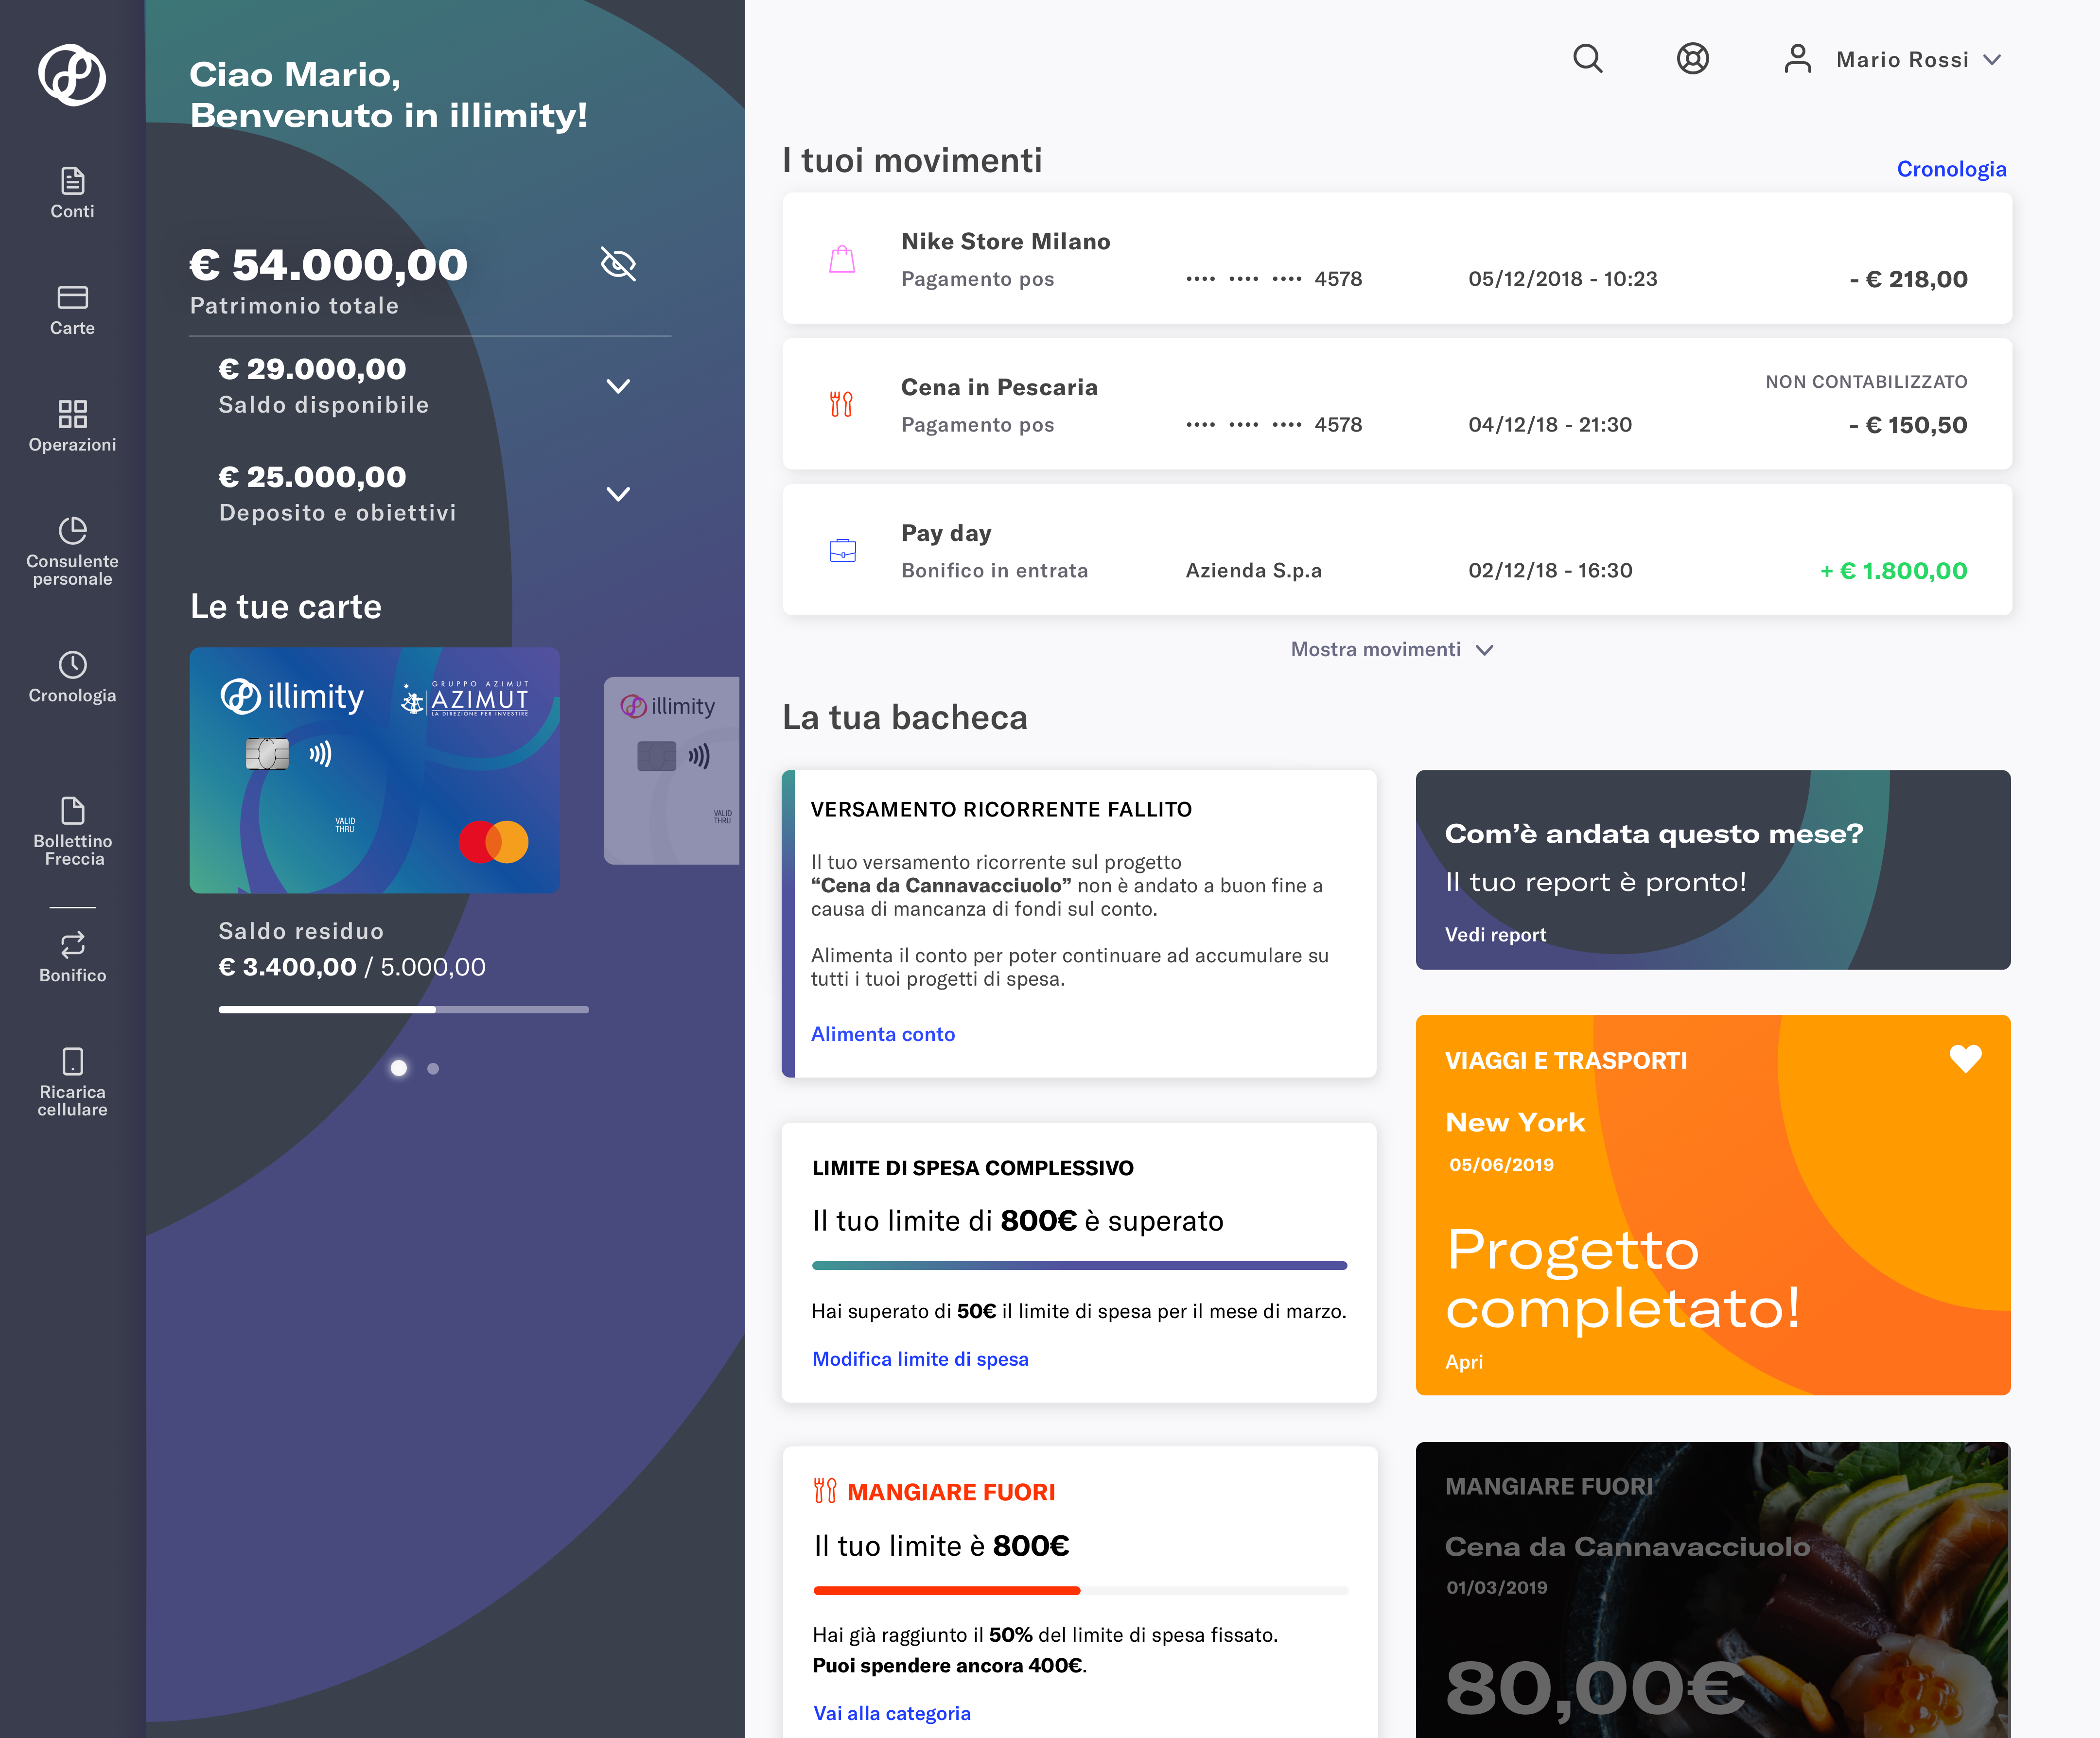 Conti
Carte
Operazioni
Consulente
personale
Cronologia
Bollettino
Freccia
Bonifico
Ricarica
cellulare
Ciao Mario,
Benvenuto in illimity!
€ 54.000,00
Patrimonio totale
€ 29.000,00
Saldo disponibile
€ 25.000,00
Deposito e obiettivi
Le tue carte
illimity
GRUPPO AZIMUT
AZIMUT
LA DIREZIONE PER INVESTIRE
VALID
THRU
illimity
VALID
THRU
Saldo residuo
€ 3.400,00 / 5.000,00
Mario Rossi
I tuoi movimenti
Cronologia
Nike Store Milano
Pagamento pos •••• •••• •••• 4578 05/12/2018 - 10:23 - € 218,00
Cena in Pescaria
NON CONTABILIZZATO
Pagamento pos •••• •••• •••• 4578 04/12/18 - 21:30 - € 150,50
Pay day
Bonifico in entrata Azienda S.p.a 02/12/18 - 16:30 + € 1.800,00
Mostra movimenti
La tua bacheca
VERSAMENTO RICORRENTE FALLITO
Il tuo versamento ricorrente sul progetto
“Cena da Cannavacciuolo” non è andato a buon fine a
causa di mancanza di fondi sul conto.
Alimenta il conto per poter continuare ad accumulare su
tutti i tuoi progetti di spesa.
Alimenta conto
LIMITE DI SPESA COMPLESSIVO
Il tuo limite di 800€ è superato
Hai superato di 50€ il limite di spesa per il mese di marzo.
Modifica limite di spesa
MANGIARE FUORI
Il tuo limite è 800€
Hai già raggiunto il 50% del limite di spesa fissato.
Puoi spendere ancora 400€.
Vai alla categoria
Com’è andata questo mese?
Il tuo report è pronto!
Vedi report
VIAGGI E TRASPORTI
New York
05/06/2019
Progetto
completato!
Apri
MANGIARE FUORI
Cena da Cannavacciuolo
01/03/2019
80,00€